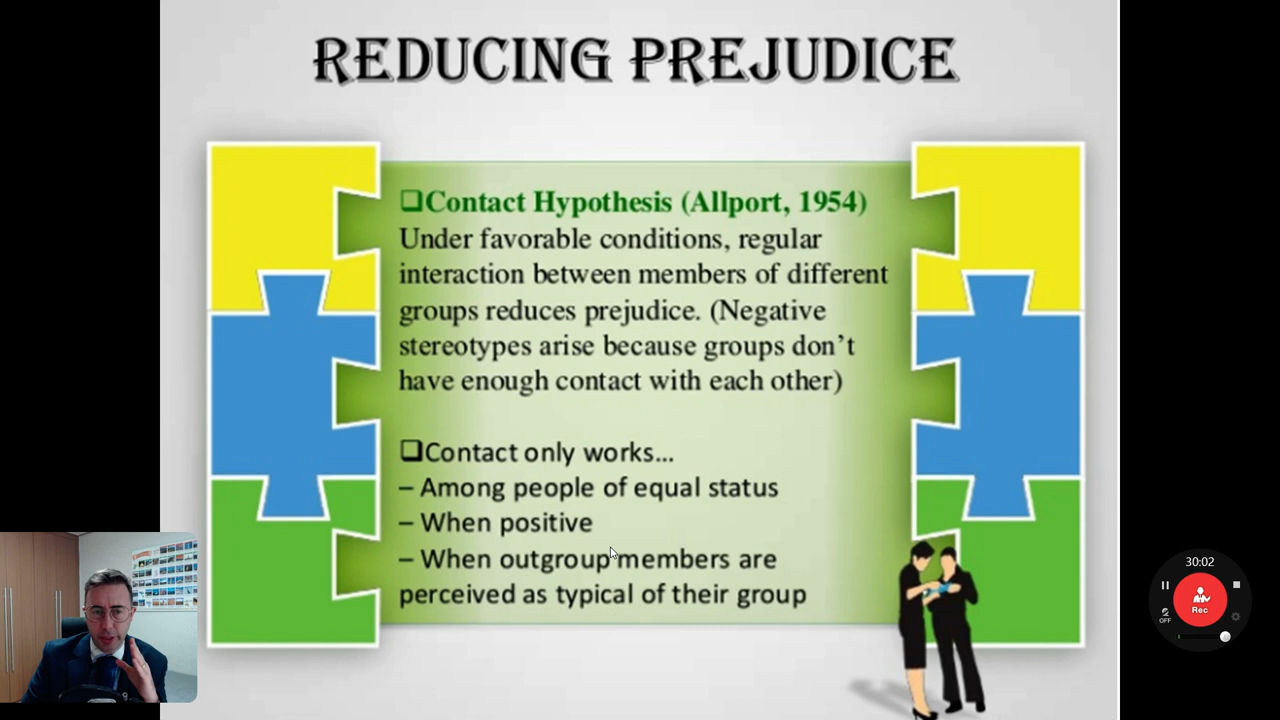 REDUCING PREJUDICE
❑Contact Hypothesis (Allport, 1954)
Under favorable conditions, regular
interaction between members of different
groups reduces prejudice. (Negative
stereotypes arise because groups don’t
have enough contact with each other)
❑Contact only works...
– Among people of equal status
– When positive
– When outgroup members are
perceived as typical of their group
30:02
Rec
OFF